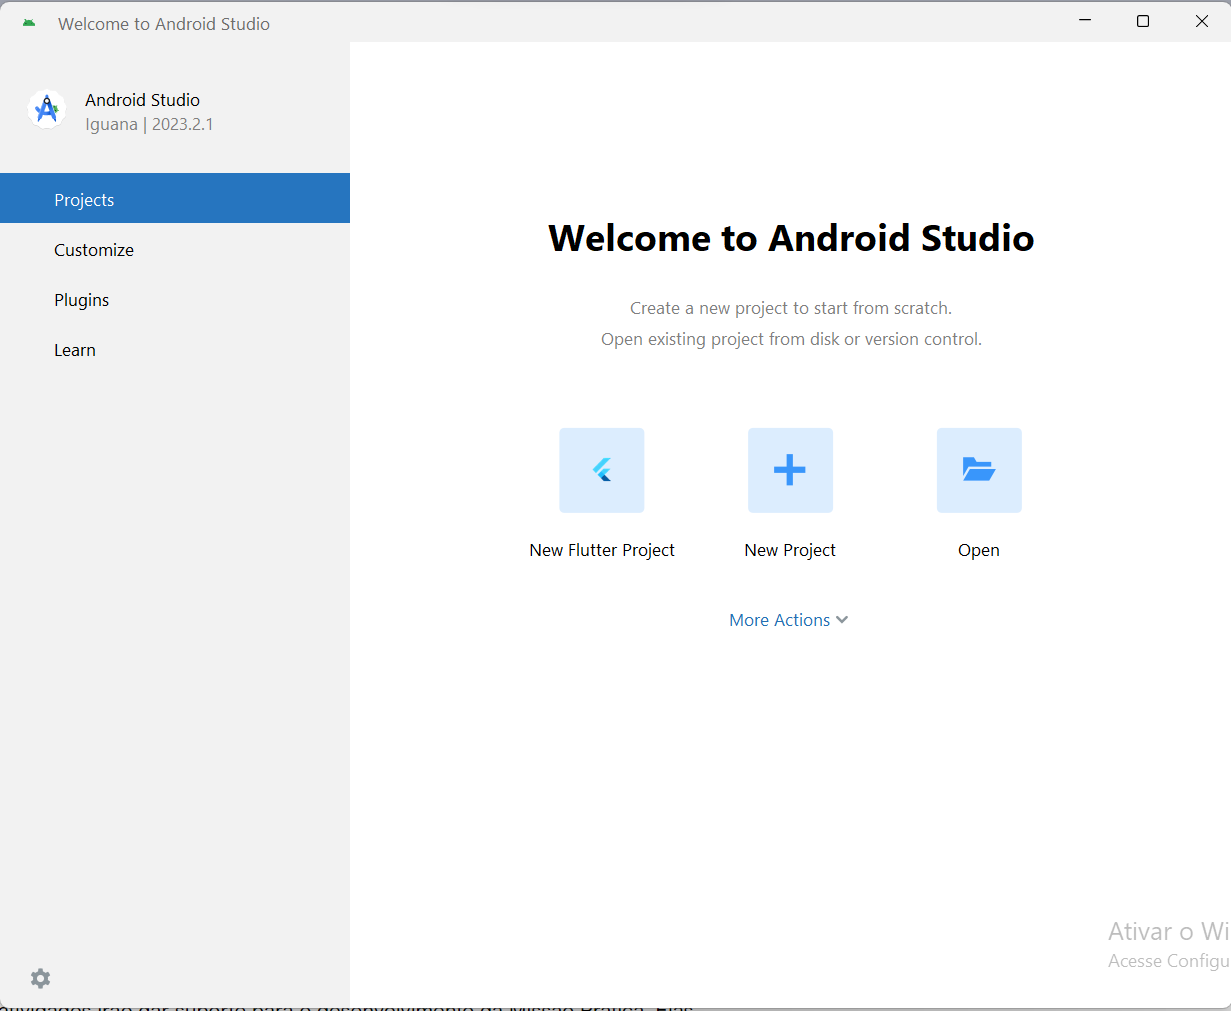 Welcome to Android Studio
Android Studio
Iguana | 2023.2.1
Projects
Customize
Plugins
Learn
Welcome to Android Studio
Create a new project to start from scratch.
Open existing project from disk or version control.
New Flutter Project
New Project
Open
More Actions
Ativar o Wi
Acesse Configu